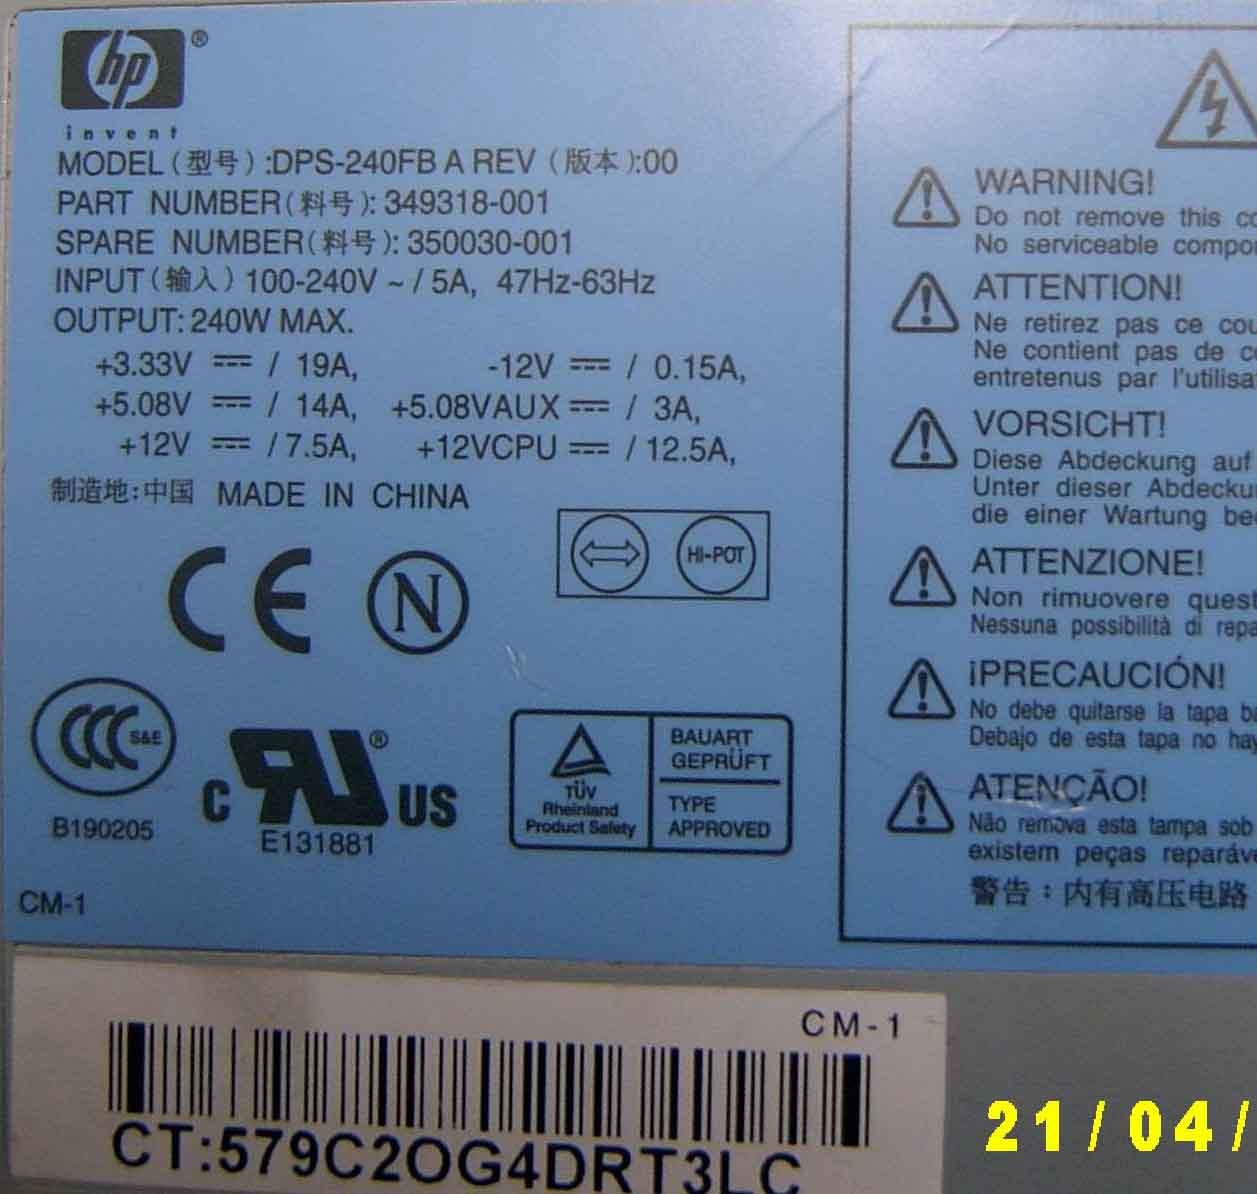 hp®
invent
MODEL(型号):DPS-240FB A REV (版本):00
PART NUMBER(料号): 349318-001
SPARE NUMBER(料号): 350030-001
INPUT(输入) 100-240V ~ / 5A, 47Hz-63Hz
OUTPUT: 240W MAX.
+3.33V ⎓ / 19A, -12V ⎓ / 0.15A,
+5.08V ⎓ / 14A, +5.08VAUX ⎓ / 3A,
+12V ⎓ / 7.5A, +12VCPU ⎓ / 12.5A,
制造地:中国 MADE IN CHINA
HI-POT
CE N
CCC S&E
B190205
C RU® US
E131881
TÜV
Rheinland
Product Safety
BAUART
GEPRÜFT
TYPE
APPROVED
CM-1
WARNING!
Do not remove this
No serviceable
ATTENTION!
Ne retirez pas ce
Ne contient pas de
entretenus par
VORSICHT!
Diese Abdeckung auf
Unter dieser
die einer Wartung
ATTENZIONE!
Non rimuovere
Nessuna possibilità di
¡PRECAUCIÓN!
No debe quitarse la tapa
Debajo de esta tapa no
ATENÇÃO!
Não remova esta tampa sob
existem peças
警告：内有高压电路
CM-1
CT:579C2OG4DRT3LC
21/04/